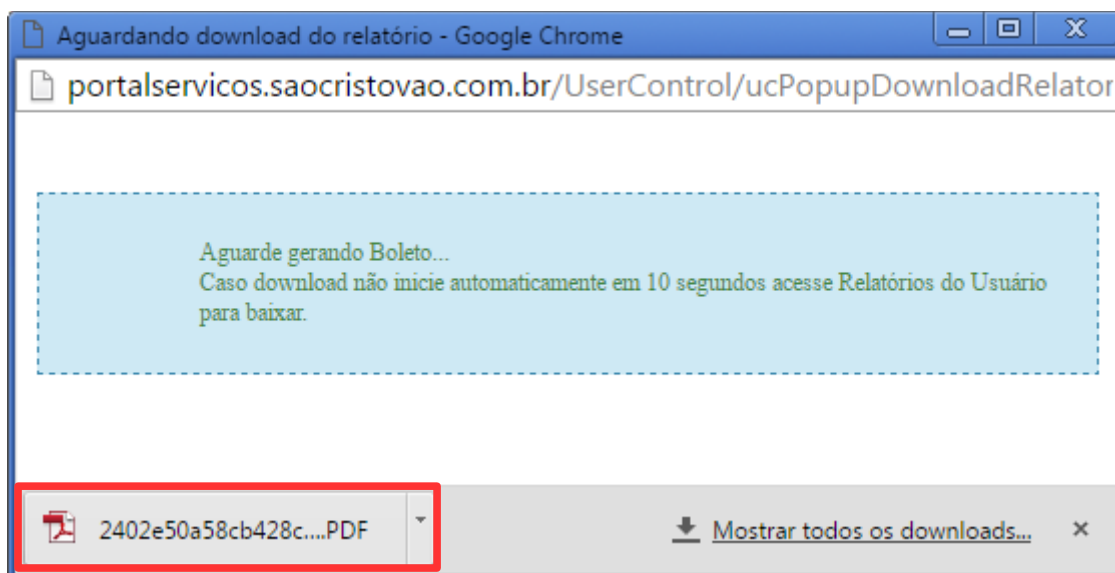 Aguardando download do relatório - Google Chrome
portalservicos.saocristovao.com.br/UserControl/ucPopupDownloadRelator
Aguarde gerando Boleto...
Caso download não inicie automaticamente em 10 segundos acesse Relatórios do Usuário
para baixar.
2402e50a58cb428c....PDF
Mostrar todos os downloads...